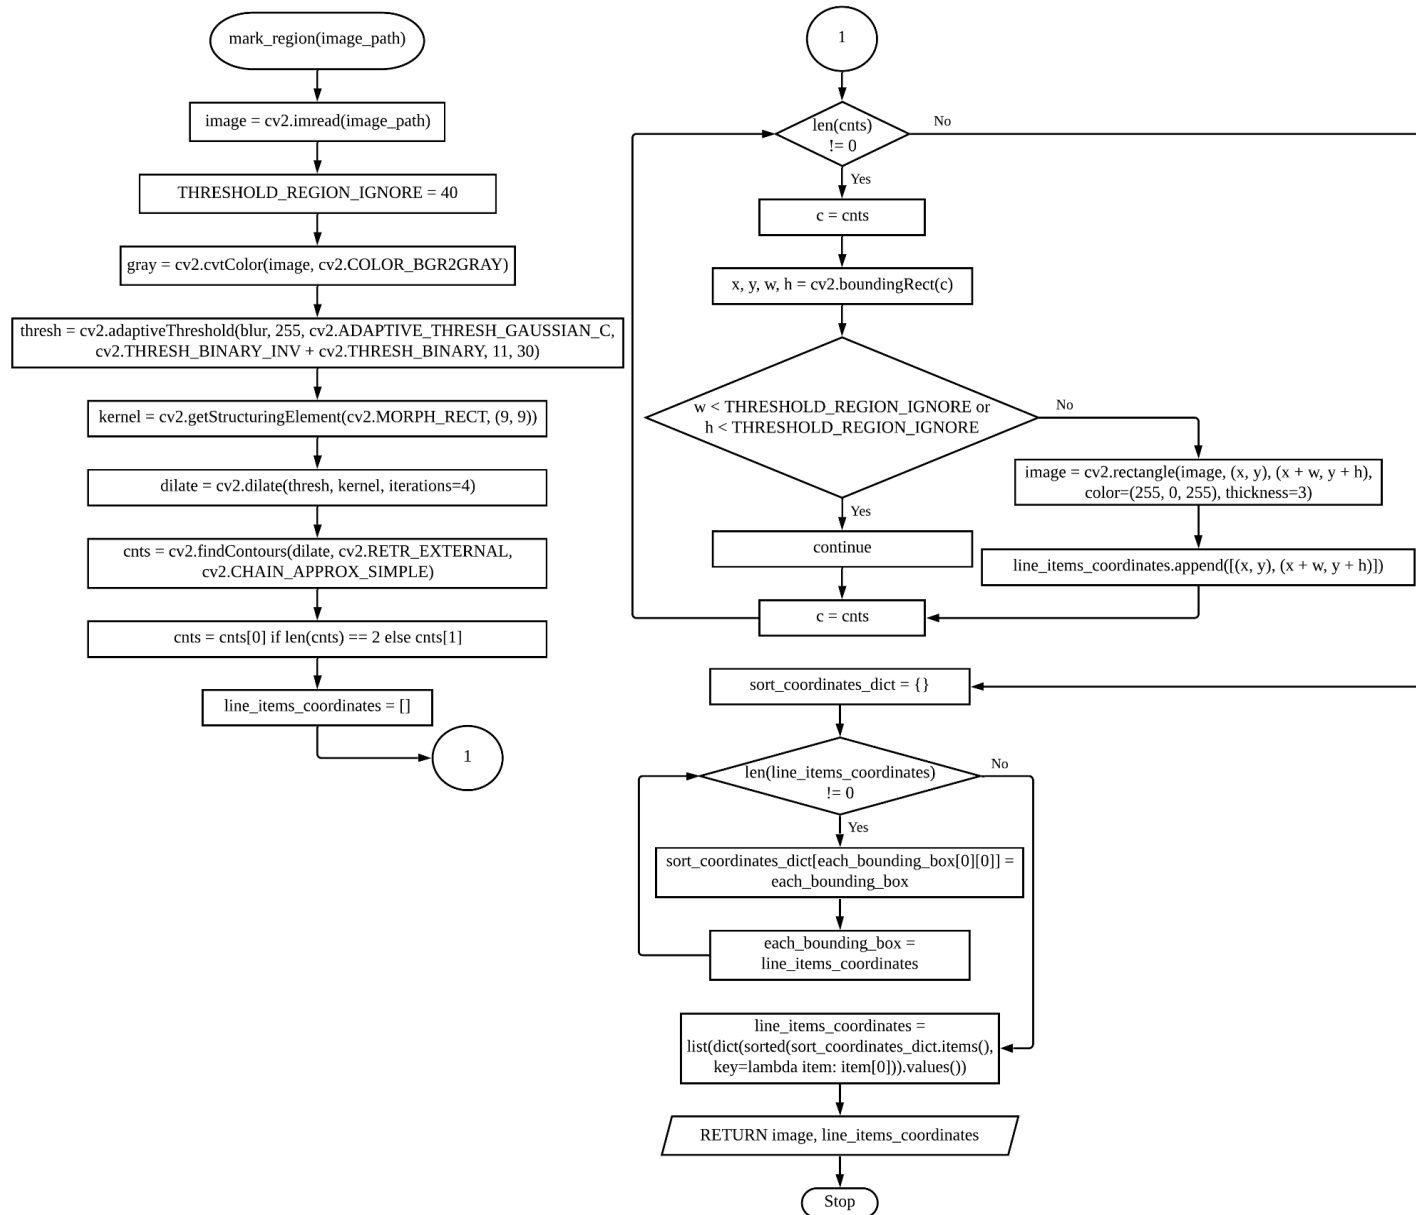 mark_region(image_path)
image = cv2.imread(image_path)
THRESHOLD_REGION_IGNORE = 40
gray = cv2.cvtColor(image, cv2.COLOR_BGR2GRAY)
thresh = cv2.adaptiveThreshold(blur, 255, cv2.ADAPTIVE_THRESH_GAUSSIAN_C,
cv2.THRESH_BINARY_INV + cv2.THRESH_BINARY, 11, 30)
kernel = cv2.getStructuringElement(cv2.MORPH_RECT, (9, 9))
dilate = cv2.dilate(thresh, kernel, iterations=4)
cnts = cv2.findContours(dilate, cv2.RETR_EXTERNAL,
cv2.CHAIN_APPROX_SIMPLE)
cnts = cnts[0] if len(cnts) == 2 else cnts[1]
line_items_coordinates = []
1
1
len(cnts)
!= 0
No
Yes
c = cnts
x, y, w, h = cv2.boundingRect(c)
w < THRESHOLD_REGION_IGNORE or
h < THRESHOLD_REGION_IGNORE
No
image = cv2.rectangle(image, (x, y), (x + w, y + h),
color=(255, 0, 255), thickness=3)
line_items_coordinates.append([(x, y), (x + w, y + h)])
Yes
continue
c = cnts
sort_coordinates_dict = {}
len(line_items_coordinates)
!= 0
No
Yes
sort_coordinates_dict[each_bounding_box[0][0]] =
each_bounding_box
each_bounding_box =
line_items_coordinates
line_items_coordinates =
list(dict(sorted(sort_coordinates_dict.items(),
key=lambda item: item[0])).values())
RETURN image, line_items_coordinates
Stop